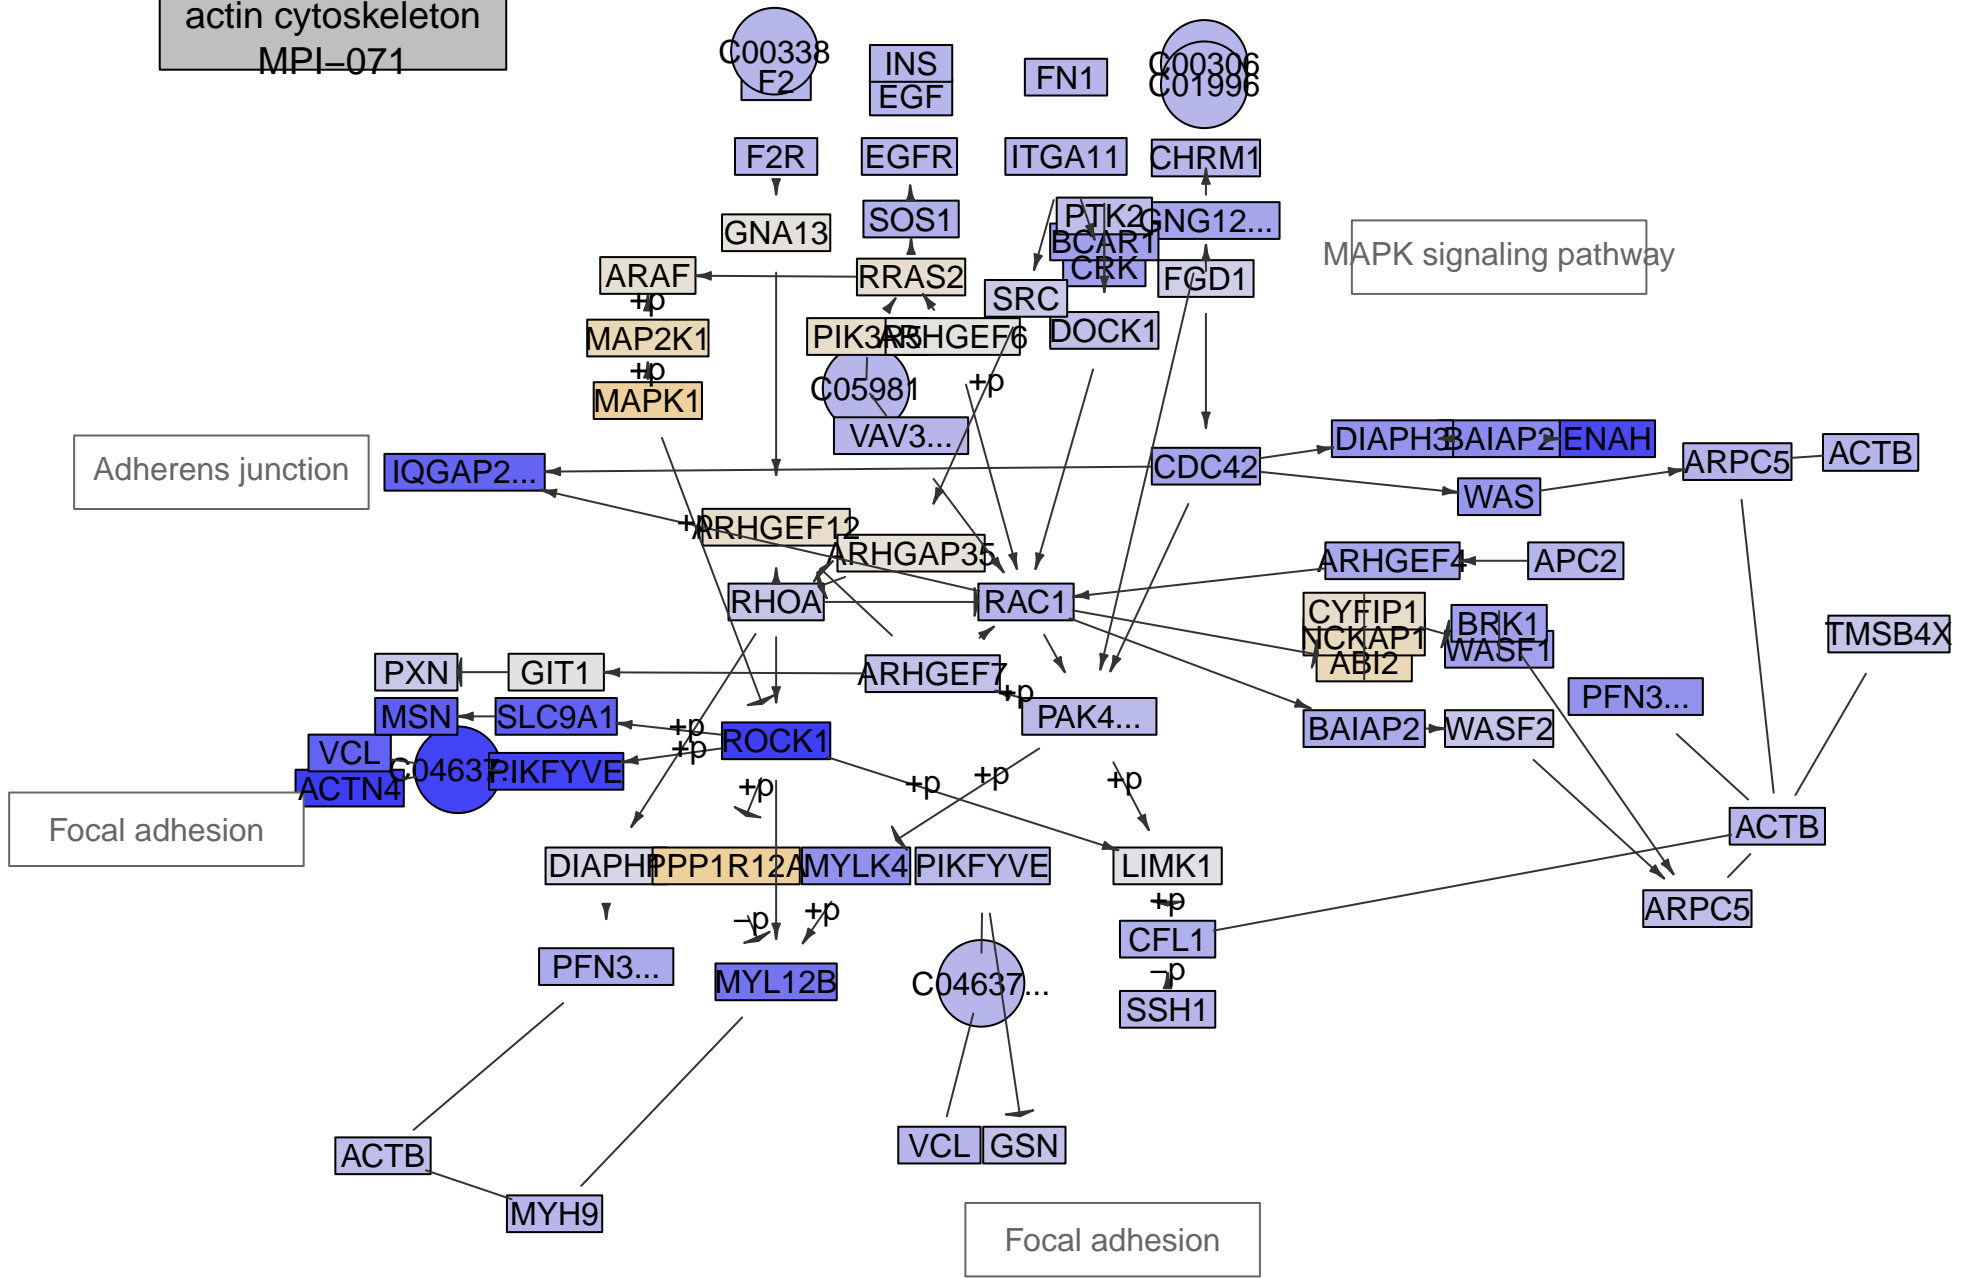 actin cytoskeleton
MPI−071
C00338
F2
INS
EGF
FN1
C00306
C01996
F2R
EGFR
ITGA11
CHRM1
GNA13
SOS1
PTK2
BCAR1
CRK
GNG12...
MAPK signaling pathway
ARAF
RRAS2
SRC
FGD1
+p
MAP2K1
PIK3R5
ARHGEF6
DOCK1
+p
MAPK1
C05981
+p
VAV3...
Adherens junction
IQGAP2...
CDC42
DIAPH3
BAIAP2
ENAH
ARPC5
ACTB
WAS
+p
ARHGEF12
ARHGAP35
ARHGEF4
APC2
RHOA
RAC1
CYFIP1
NCKAP1
ABI2
BRK1
WASF1
TMSB4X
PXN
GIT1
ARHGEF7
+p
PAK4...
PFN3...
MSN
SLC9A1
+p
ROCK1
BAIAP2
WASF2
VCL
ACTN4
C04637...
PIKFYVE
+p
+p
+p
+p
+p
Focal adhesion
ACTB
PPP1R12A
MYLK4
PIKFYVE
LIMK1
−p
+p
+p
ARPC5
CFL1
PFN3...
MYL12B
C04637...
−p
SSH1
ACTB
VCL
GSN
MYH9
Focal adhesion